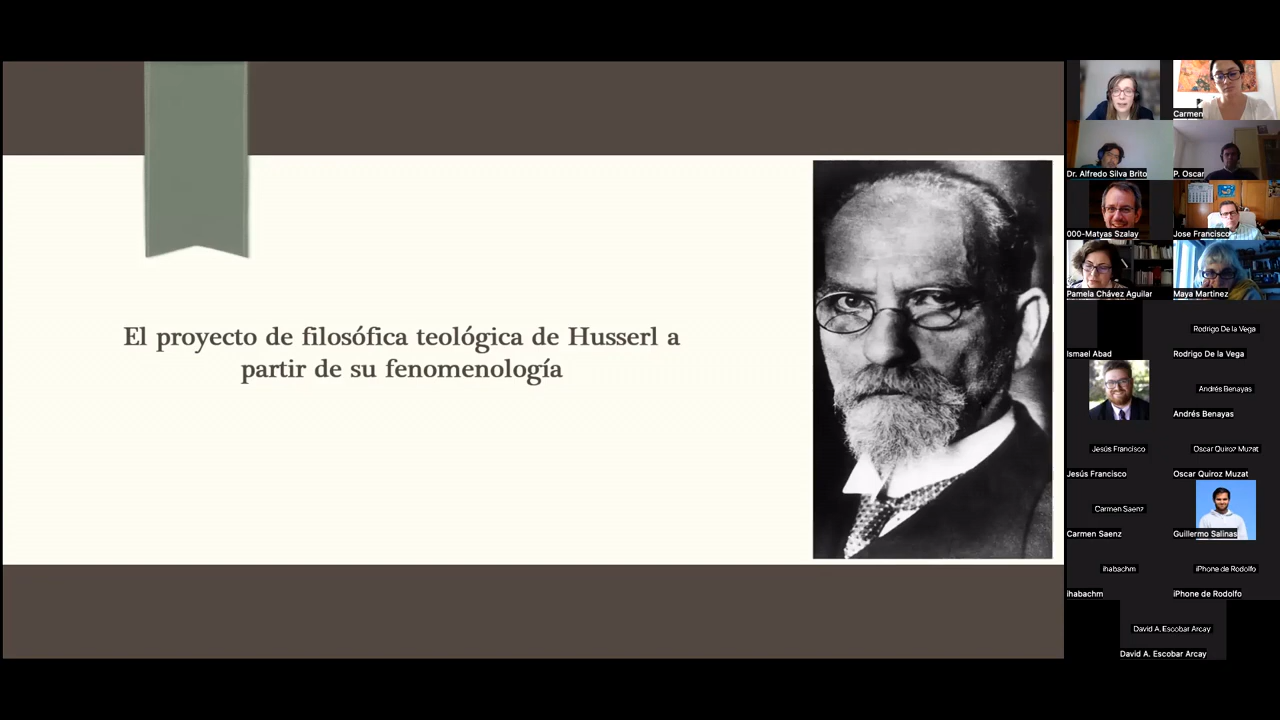 El proyecto de filosófica teológica de Husserl a
partir de su fenomenología
Carmen
Dr. Alfredo Silva Brito
P. Oscar
000-Matyas Szalay
Jose Francisco
Pamela Chávez Aguilar
Maya Martinez
Ismael Abad
Rodrigo De la Vega
Rodrigo De la Vega
Andrés Benayas
Andrés Benayas
Jesús Francisco
Jesús Francisco
Oscar Quiroz Muzat
Oscar Quiroz Muzat
Carmen Saenz
Carmen Saenz
Guillermo Salinas
ihabachm
ihabachm
iPhone de Rodolfo
iPhone de Rodolfo
David A. Escobar Arcay
David A. Escobar Arcay